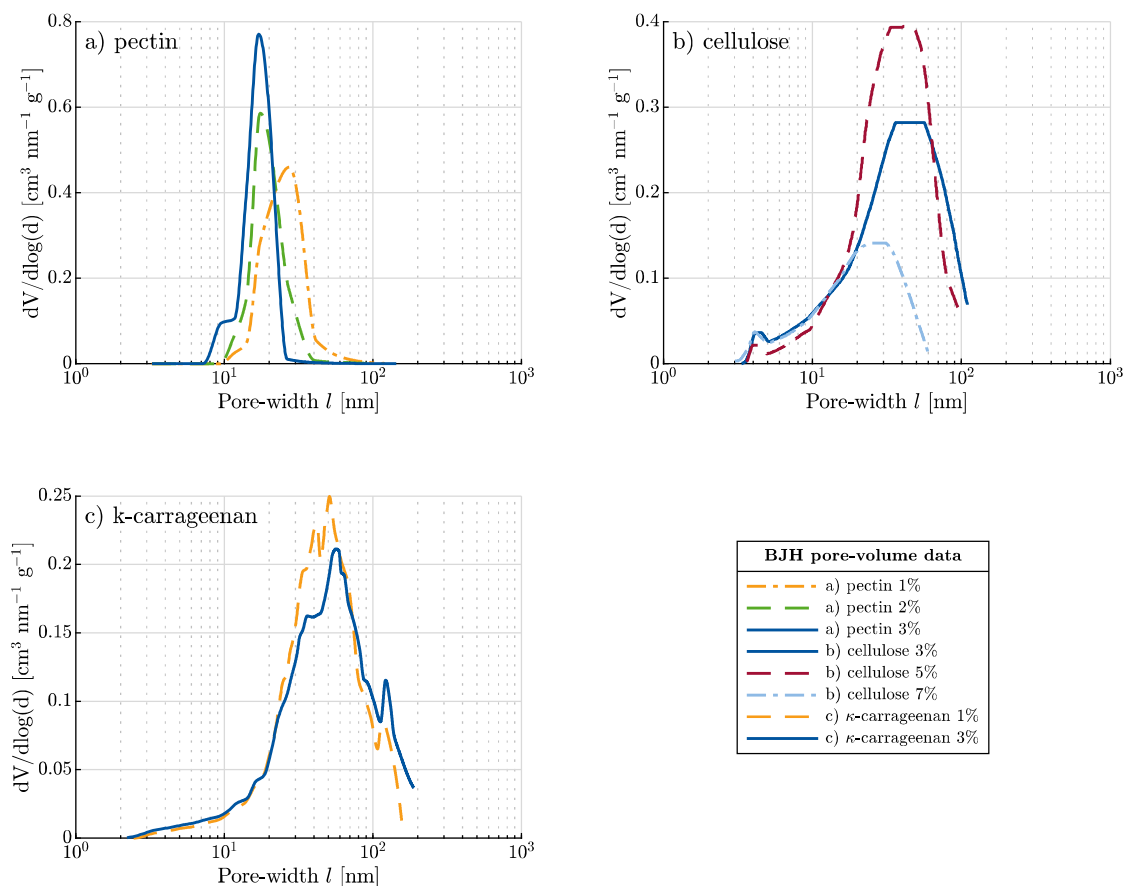 a) pectin
dV/dlog(d) [cm³ nm⁻¹ g⁻¹]
0.8
0.6
0.4
0.2
0
10⁰ 10¹ 10² 10³
Pore-width l [nm]
b) cellulose
dV/dlog(d) [cm³ nm⁻¹ g⁻¹]
0.4
0.3
0.2
0.1
0
10⁰ 10¹ 10² 10³
Pore-width l [nm]
c) k-carrageenan
dV/dlog(d) [cm³ nm⁻¹ g⁻¹]
0.25
0.2
0.15
0.1
0.05
0
10⁰ 10¹ 10² 10³
Pore-width l [nm]
BJH pore-volume data
a) pectin 1%
a) pectin 2%
a) pectin 3%
b) cellulose 3%
b) cellulose 5%
b) cellulose 7%
c) κ-carrageenan 1%
c) κ-carrageenan 3%